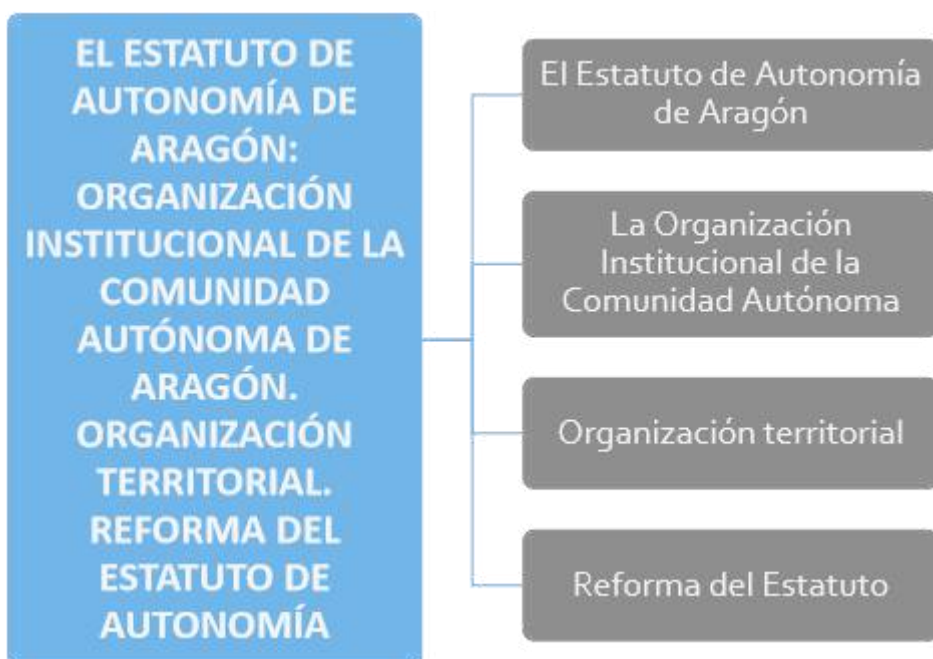 EL ESTATUTO DE
AUTONOMÍA DE
ARAGÓN:
ORGANIZACIÓN
INSTITUCIONAL DE LA
COMUNIDAD
AUTÓNOMA DE
ARAGÓN.
ORGANIZACIÓN
TERRITORIAL.
REFORMA DEL
ESTATUTO DE
AUTONOMÍA
El Estatuto de Autonomía
de Aragón
La Organización
Institucional de la
Comunidad Autónoma
Organización territorial
Reforma del Estatuto